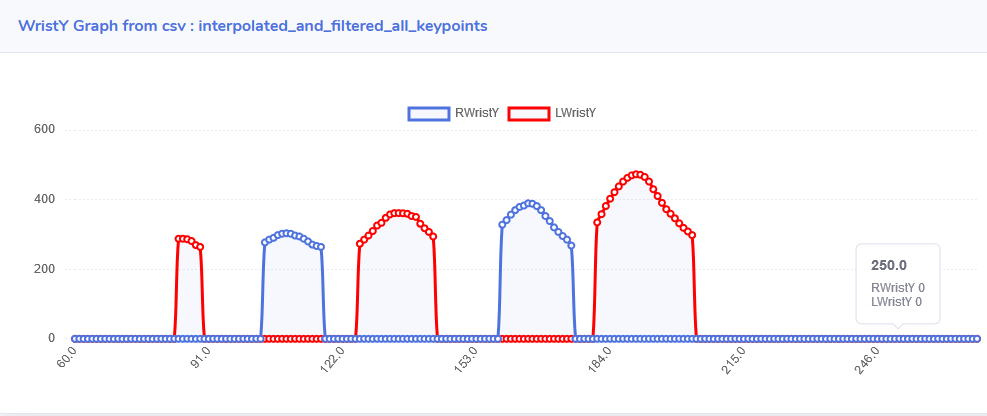 WristY Graph from csv : interpolated_and_filtered_all_keypoints
RWristY LWristY
600
400
200
0
250.0
RWristY 0
LWristY 0
60.0 91.0 122.0 153.0 184.0 215.0 246.0